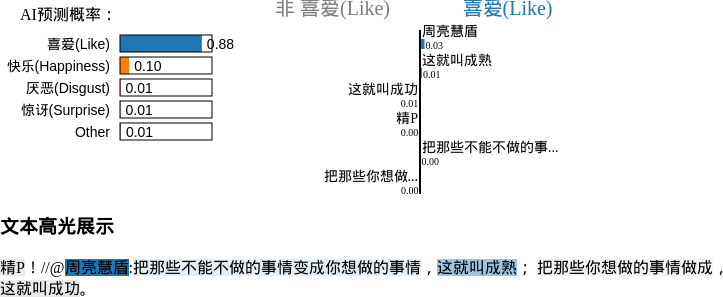 AI预测概率：
喜爱(Like) 0.88
快乐(Happiness) 0.10
厌恶(Disgust) 0.01
惊讶(Surprise) 0.01
Other 0.01
非 喜爱(Like) 喜爱(Like)
周亮慧盾
0.03
这就叫成熟
0.01
这就叫成功
0.01
精P
0.00
把那些不能不做的事...
0.00
把那些你想做...
0.00
文本高光展示
精P！//@周亮慧盾:把那些不能不做的事情变成你想做的事情，这就叫成熟； 把那些你想做的事情做成，
这就叫成功。